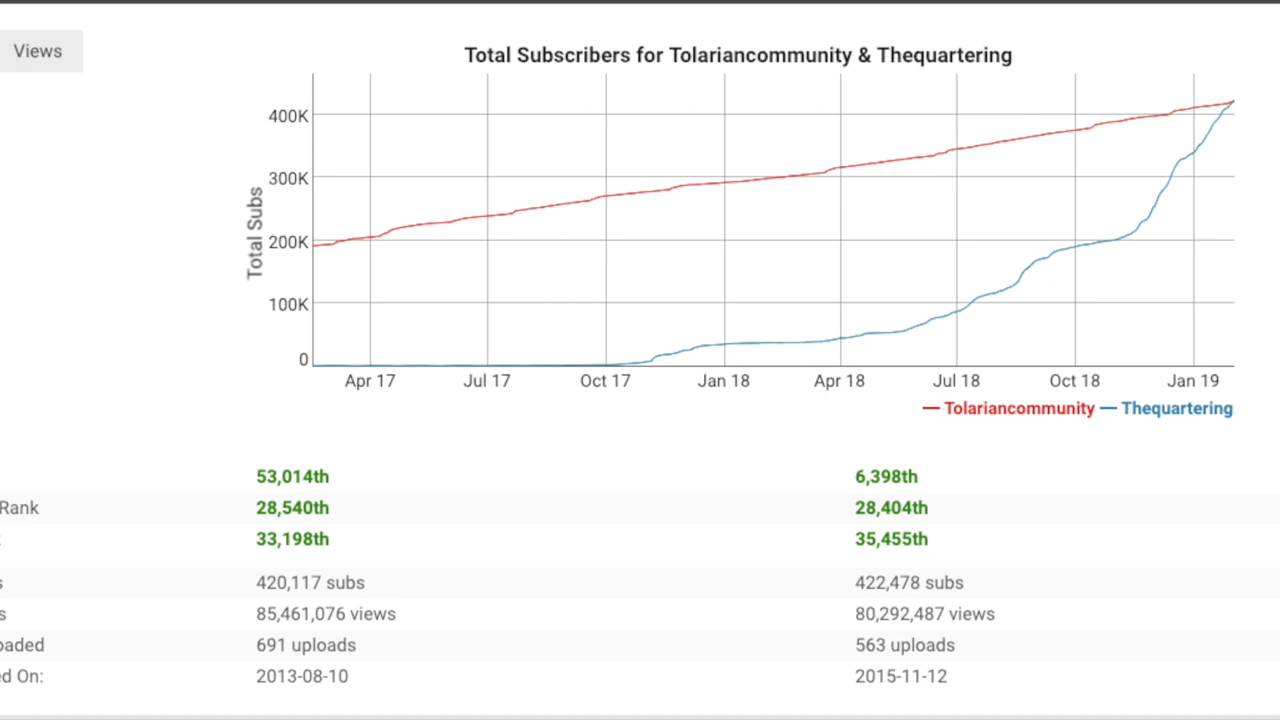 Views
Total Subscribers for Tolariancommunity & Thequartering
Total Subs
400K
300K
200K
100K
0
Apr 17 Jul 17 Oct 17 Jan 18 Apr 18 Jul 18 Oct 18 Jan 19
Tolariancommunity Thequartering
53,014th 6,398th
Rank 28,540th 28,404th
33,198th 35,455th
420,117 subs 422,478 subs
85,461,076 views 80,292,487 views
oaded 691 uploads 563 uploads
ed On: 2013-08-10 2015-11-12